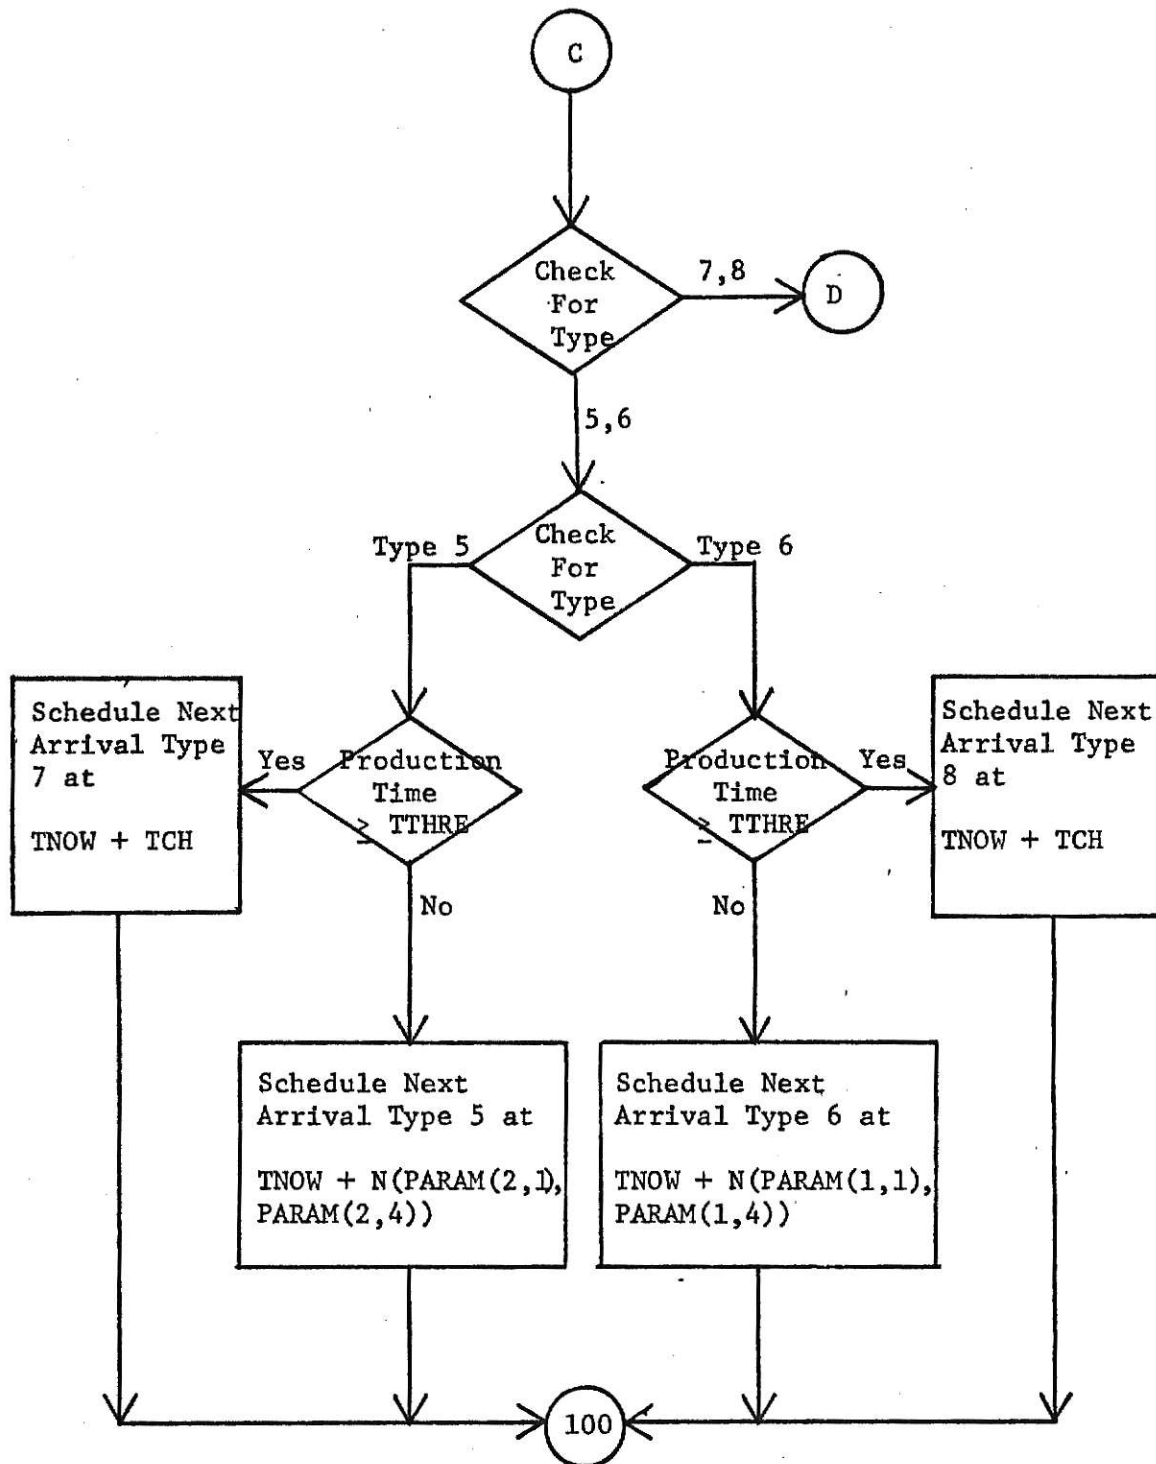 C
Check
For
Type
7,8
D
5,6
Type 5
Check
For
Type
Type 6
Schedule Next
Arrival Type
7 at
TNOW + TCH
Yes
Production
Time
≥ TTHRE
No
Production
Time
≥ TTHRE
Yes
No
Schedule Next
Arrival Type
8 at
TNOW + TCH
Schedule Next
Arrival Type 5 at
TNOW + N(PARAM(2,1),
PARAM(2,4))
Schedule Next
Arrival Type 6 at
TNOW + N(PARAM(1,1),
PARAM(1,4))
100